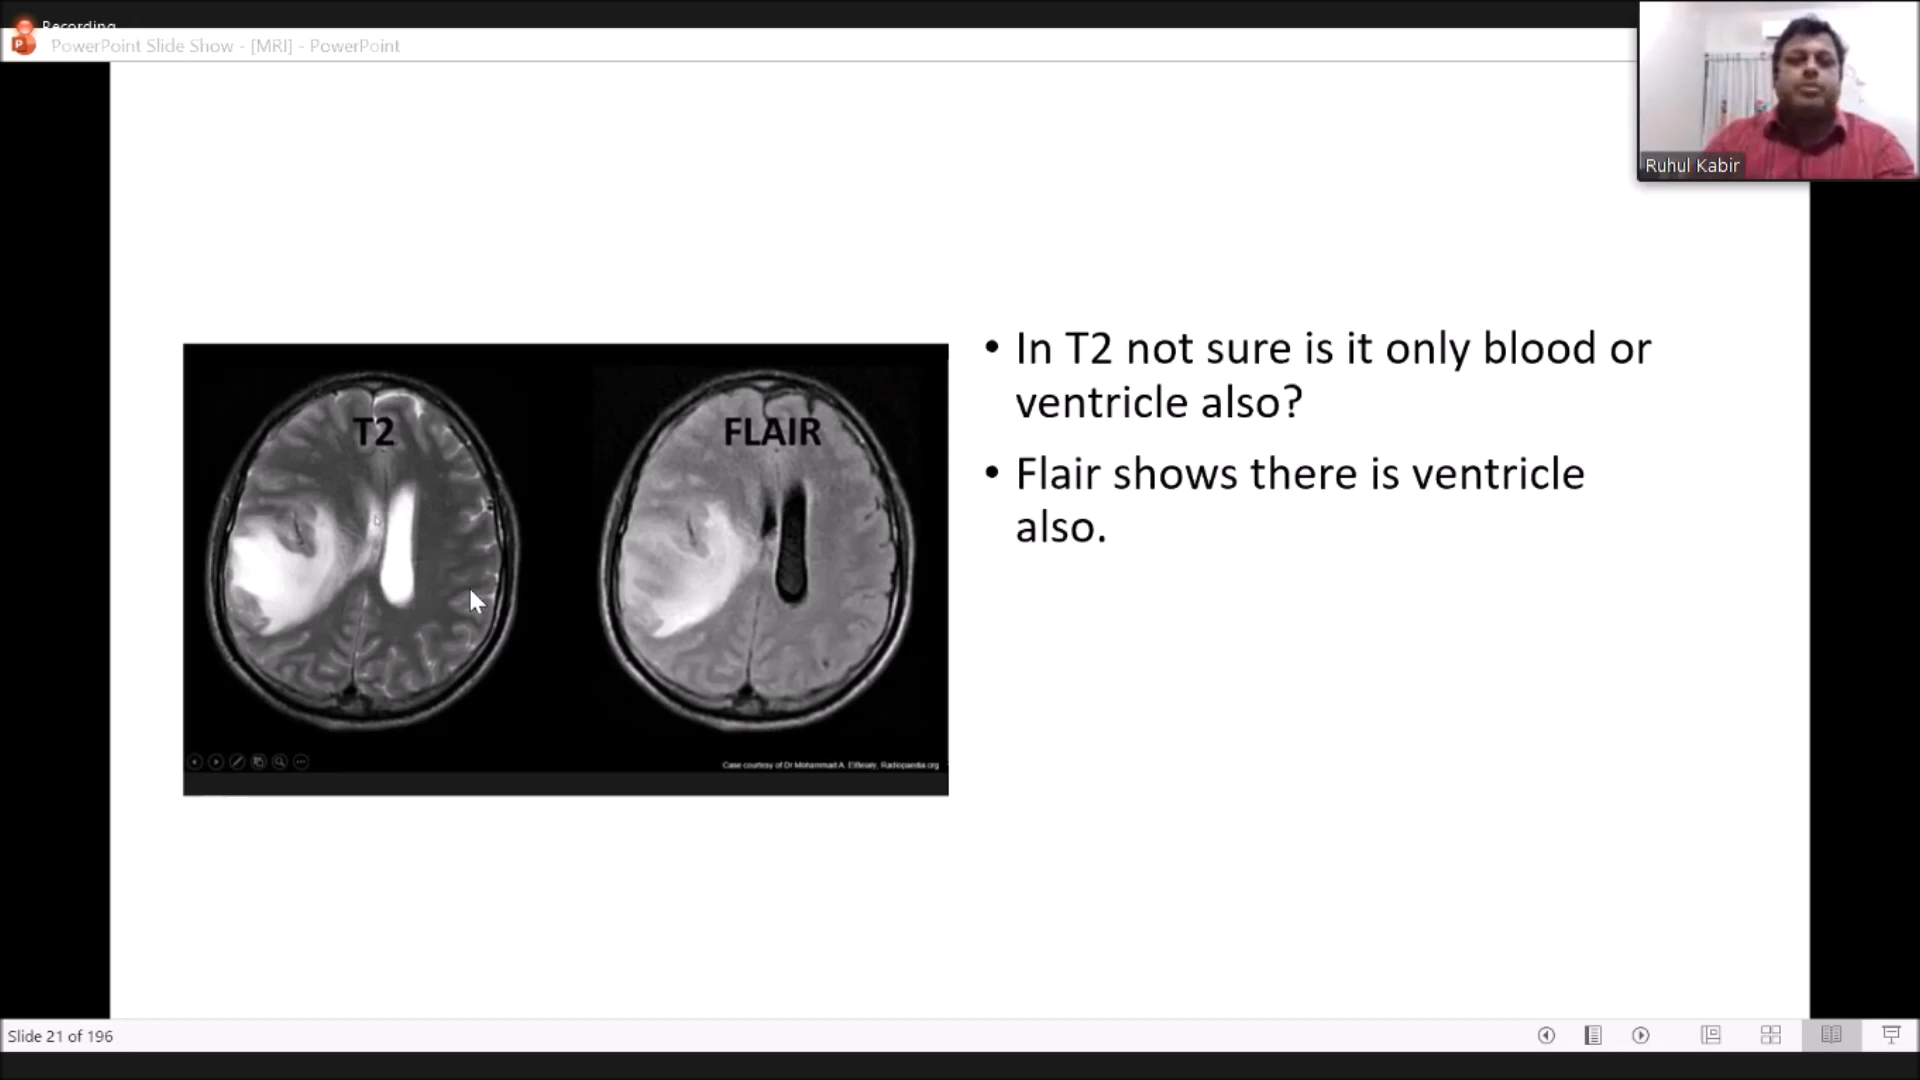 Recording
PowerPoint Slide Show - [MRI] - PowerPoint
Ruhul Kabir
T2
FLAIR
• In T2 not sure is it only blood or
ventricle also?
• Flair shows there is ventricle
also.
Case courtesy of Dr Mohammad A. ElBeialy, Radiopaedia.org
Slide 21 of 196